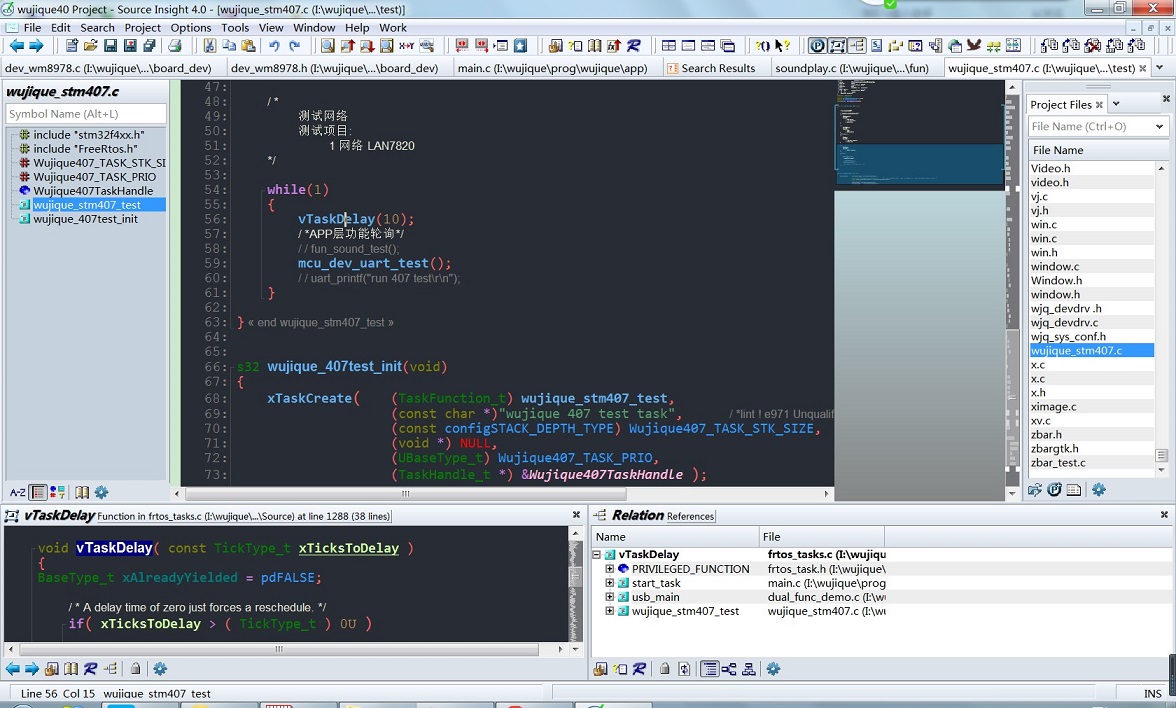 wujique40 Project - Source Insight 4.0 - [wujique_stm407.c (I:\wujique\...\test)]
File Edit Search Project Options Tools View Window Help Work
dev_wm8978.c (I:\wujique\...\board_dev) dev_wm8978.h (I:\wujique\...\board_dev) main.c (I:\wujique\prog\wujique\app) Search Results soundplay.c (I:\wujique\...\fun) wujique_stm407.c (I:\wujique\...\test)
wujique_stm407.c
Symbol Name (Alt+L)
include "stm32f4xx.h"
include "FreeRtos.h"
Wujique407_TASK_STK_SI
Wujique407_TASK_PRIO
Wujique407TaskHandle
wujique_stm407_test
wujique_407test_init
A-Z
47:
48: /*
49: 测试网络
50: 测试项目:
51: 1 网络 LAN7820
52: */
53:
54: while(1)
55: {
56: vTaskDelay(10);
57: /*APP层功能轮询*/
58: // fun_sound_test();
59: mcu_dev_uart_test();
60: // uart_printf("run 407 test\r\n");
61: }
62:
63: } « end wujique_stm407_test »
64:
65:
66: s32 wujique_407test_init(void)
67: {
68: xTaskCreate( (TaskFunction_t) wujique_stm407_test,
69: (const char *)"wujique 407 test task", /*lint !e971 Unqualif
70: (const configSTACK_DEPTH_TYPE) Wujique407_TASK_STK_SIZE,
71: (void *) NULL,
72: (UBaseType_t) Wujique407_TASK_PRIO,
73: (TaskHandle_t *) &Wujique407TaskHandle );
Project Files
File Name (Ctrl+O)
File Name
Video.h
video.h
vj.c
vj.h
win.c
win.c
win.h
window.c
Window.h
window.h
wjq_devdrv .h
wjq_devdrv.c
wjq_sys_conf.h
wujique_stm407.c
x.c
x.c
x.h
ximage.c
xv.c
zbar.h
zbargtk.h
zbar_test.c
vTaskDelay Function in frtos_tasks.c (I:\wujique\...\Source) at line 1288 (38 lines)
void vTaskDelay( const TickType_t xTicksToDelay )
{
BaseType_t xAlreadyYielded = pdFALSE;
/* A delay time of zero just forces a reschedule. */
if( xTicksToDelay > ( TickType_t ) 0U )
Relation References
Name File
vTaskDelay frtos_tasks.c (I:\wujiqu
PRIVILEGED_FUNCTION frtos_task.h (I:\wujique\
start_task main.c (I:\wujique\prog
usb_main dual_func_demo.c (I:\w
wujique_stm407_test wujique_stm407.c (I:\wu
Line 56 Col 15 wujique_stm407_test
INS